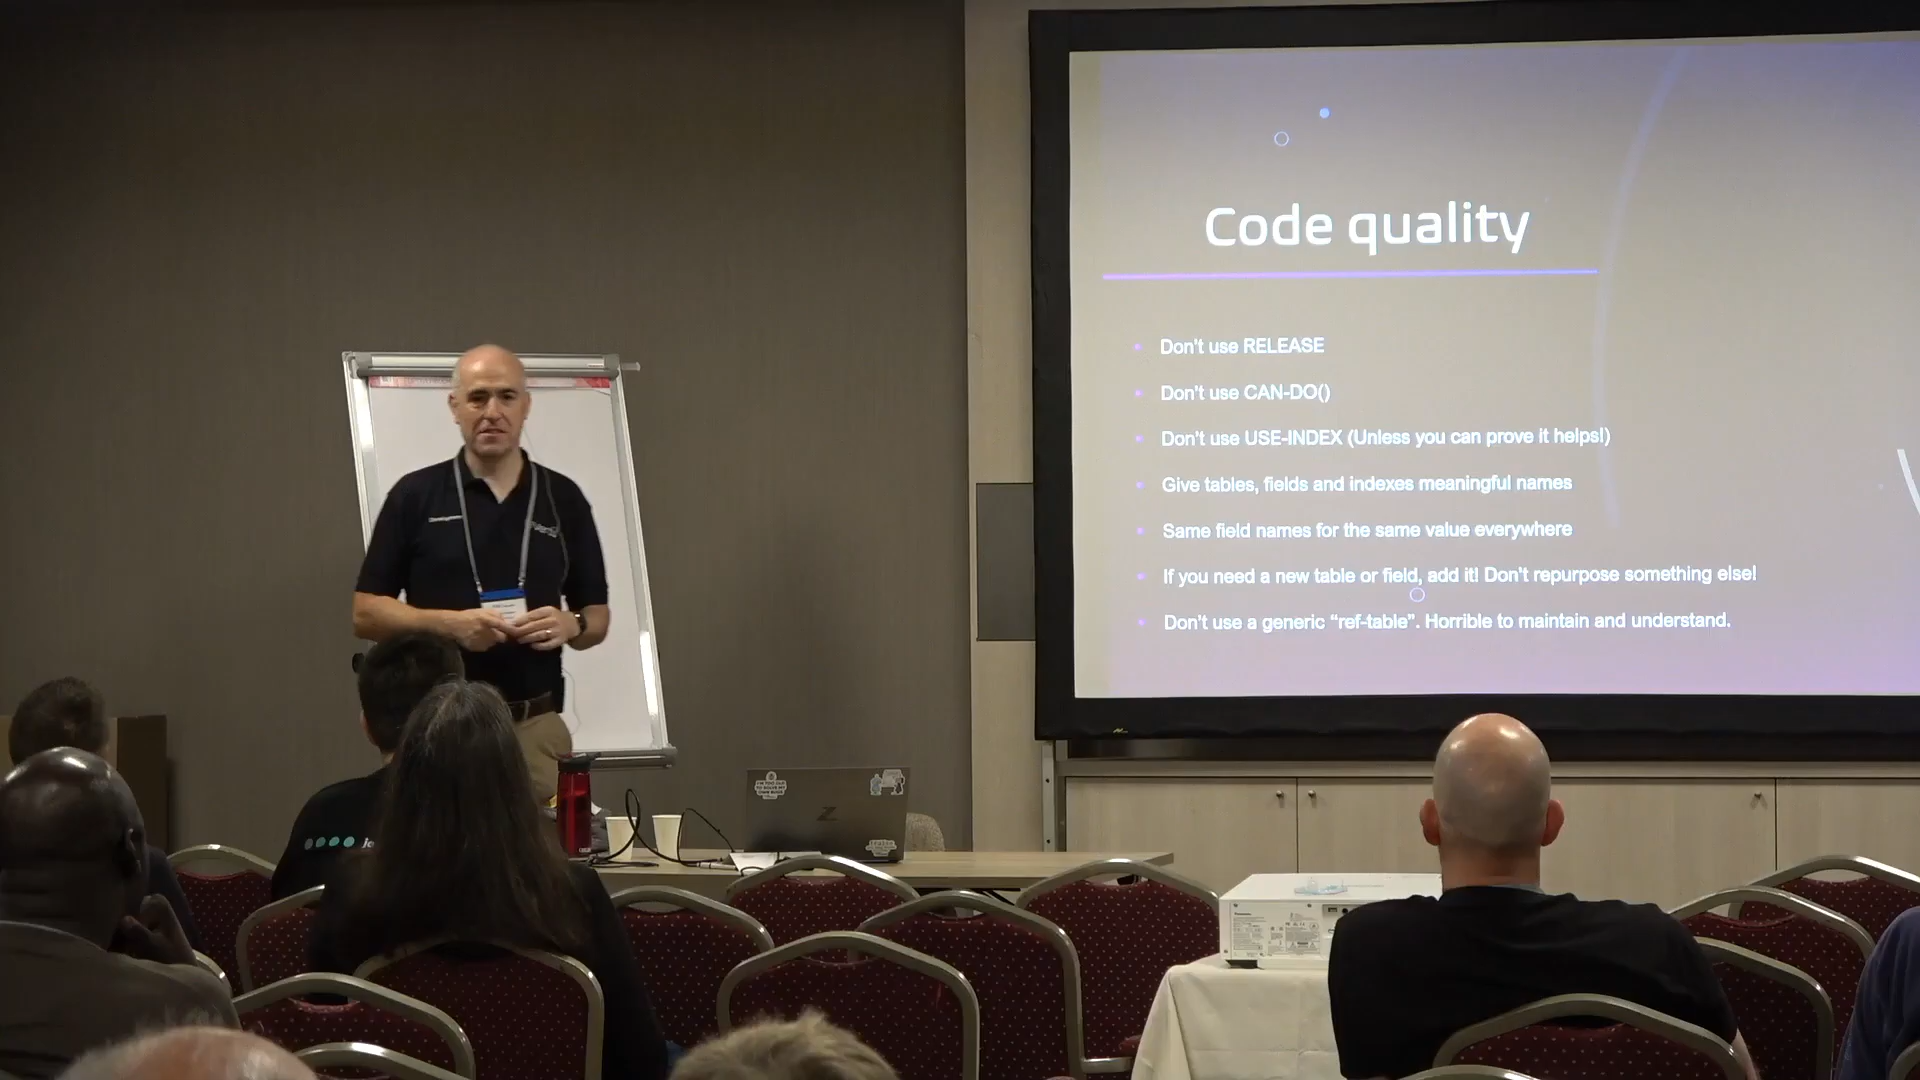 Code quality
Don't use RELEASE
Don't use CAN-DO()
Don't use USE-INDEX (Unless you can prove it helps!)
Give tables, fields and indexes meaningful names
Same field names for the same value everywhere
If you need a new table or field, add it! Don't repurpose something else!
Don't use a generic “ref-table”. Horrible to maintain and understand.